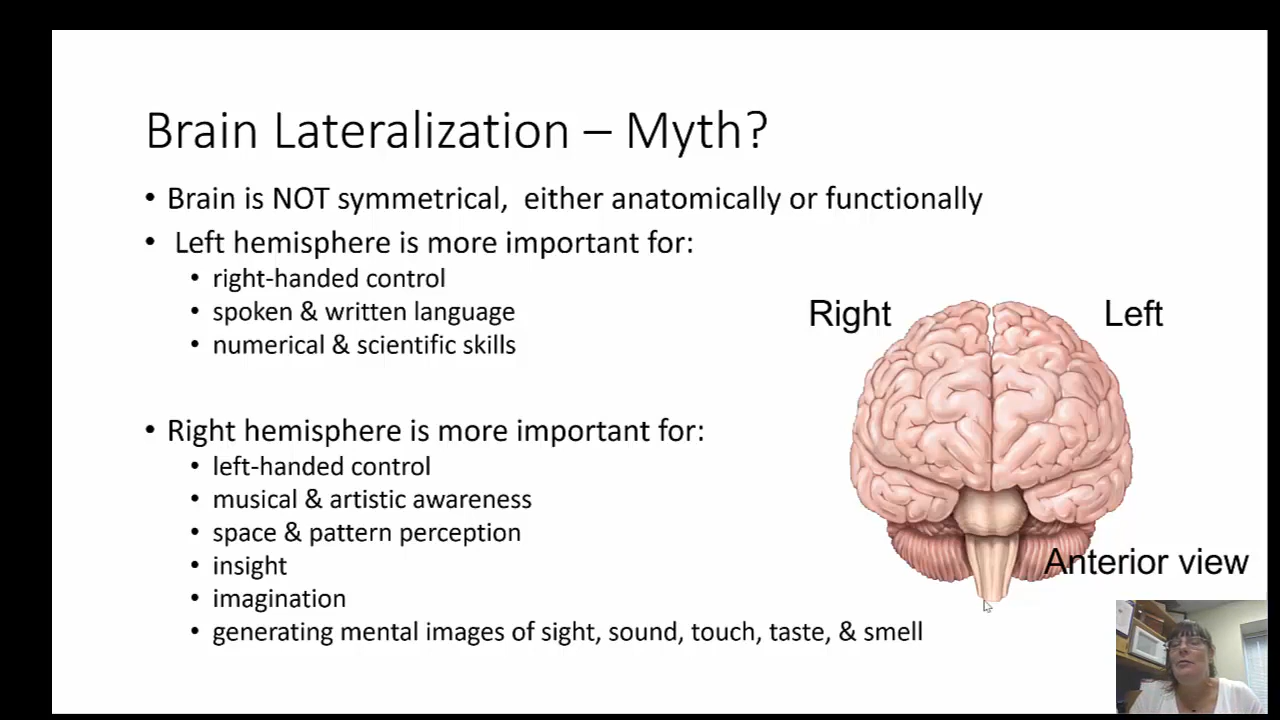 Brain Lateralization – Myth?
• Brain is NOT symmetrical,  either anatomically or functionally
• Left hemisphere is more important for:
• right-handed control
• spoken & written language
• numerical & scientific skills
• Right hemisphere is more important for:
• left-handed control
• musical & artistic awareness
• space & pattern perception
• insight
• imagination
• generating mental images of sight, sound, touch, taste, & smell
Right
Left
Anterior view